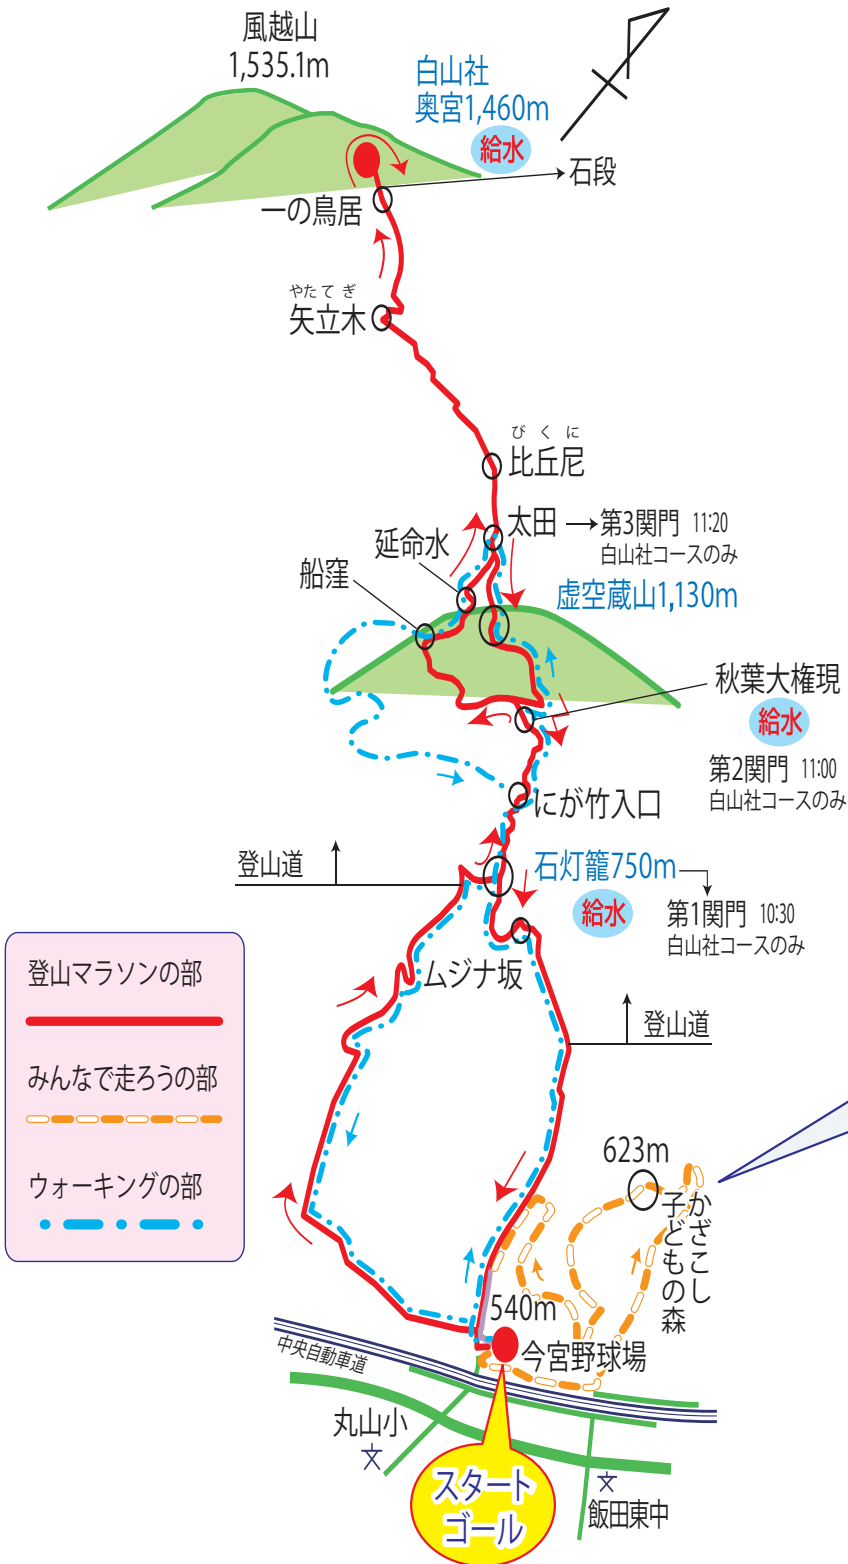 風越山
1,535.1m
白山社
奥宮1,460m
給水
石段
一の鳥居
やたてぎ
矢立木
びくに
比丘尼
太田
第3関門 11:20
白山社コースのみ
延命水
船窪
虚空蔵山1,130m
秋葉大権現
給水
第2関門 11:00
白山社コースのみ
にが竹入口
登山道
石灯籠750m
給水
第1関門 10:30
白山社コースのみ
ムジナ坂
登山道
登山マラソンの部
みんなで走ろうの部
ウォーキングの部
623m
かざこし
子どもの森
540m
今宮野球場
中央自動車道
丸山小
文
スタート
ゴール
文
飯田東中